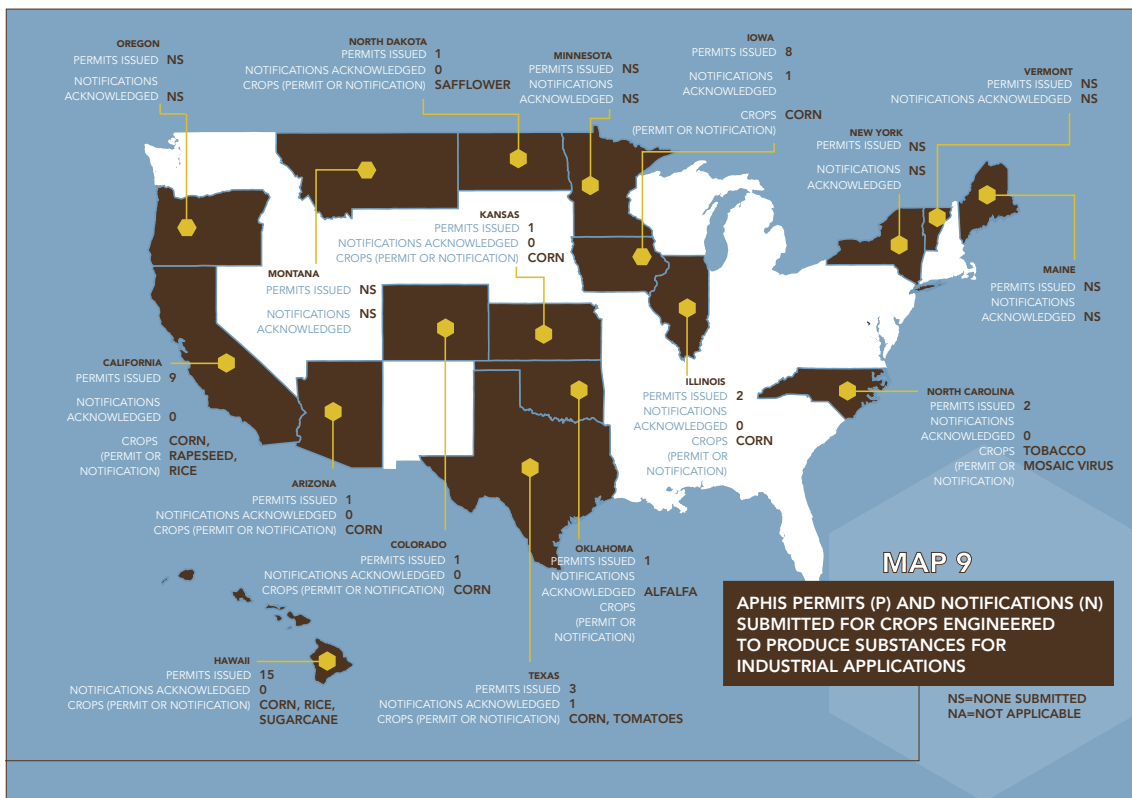 OREGON
PERMITS ISSUED NS
NOTIFICATIONS
ACKNOWLEDGED NS
NORTH DAKOTA
PERMITS ISSUED 1
NOTIFICATIONS ACKNOWLEDGED 0
CROPS (PERMIT OR NOTIFICATION) SAFFLOWER
MINNESOTA
PERMITS ISSUED NS
NOTIFICATIONS
ACKNOWLEDGED NS
IOWA
PERMITS ISSUED 8
NOTIFICATIONS 1
ACKNOWLEDGED
CROPS CORN
(PERMIT OR NOTIFICATION)
VERMONT
PERMITS ISSUED NS
NOTIFICATIONS ACKNOWLEDGED NS
NEW YORK
PERMITS ISSUED NS
NOTIFICATIONS NS
ACKNOWLEDGED
KANSAS
PERMITS ISSUED 1
NOTIFICATIONS ACKNOWLEDGED 0
CROPS (PERMIT OR NOTIFICATION) CORN
MONTANA
PERMITS ISSUED NS
NOTIFICATIONS NS
ACKNOWLEDGED
MAINE
PERMITS ISSUED NS
NOTIFICATIONS
ACKNOWLEDGED NS
CALIFORNIA
PERMITS ISSUED 9
NOTIFICATIONS
ACKNOWLEDGED 0
CROPS CORN,
(PERMIT OR RAPESEED,
NOTIFICATION) RICE
ILLINOIS
PERMITS ISSUED 2
NOTIFICATIONS
ACKNOWLEDGED 0
CROPS CORN
(PERMIT OR
NOTIFICATION)
NORTH CAROLINA
PERMITS ISSUED 2
NOTIFICATIONS
ACKNOWLEDGED 0
CROPS TOBACCO
(PERMIT OR MOSAIC VIRUS
NOTIFICATION)
ARIZONA
PERMITS ISSUED 1
NOTIFICATIONS ACKNOWLEDGED 0
CROPS (PERMIT OR NOTIFICATION) CORN
COLORADO
PERMITS ISSUED 1
NOTIFICATIONS ACKNOWLEDGED 0
CROPS (PERMIT OR NOTIFICATION) CORN
OKLAHOMA
PERMITS ISSUED 1
NOTIFICATIONS
ACKNOWLEDGED ALFALFA
CROPS
(PERMIT OR
NOTIFICATION)
HAWAII
PERMITS ISSUED 15
NOTIFICATIONS ACKNOWLEDGED 0
CROPS (PERMIT OR NOTIFICATION) CORN, RICE,
SUGARCANE
TEXAS
PERMITS ISSUED 3
NOTIFICATIONS ACKNOWLEDGED 1
CROPS (PERMIT OR NOTIFICATION) CORN, TOMATOES
MAP 9
APHIS PERMITS (P) AND NOTIFICATIONS (N)
SUBMITTED FOR CROPS ENGINEERED
TO PRODUCE SUBSTANCES FOR
INDUSTRIAL APPLICATIONS
NS=NONE SUBMITTED
NA=NOT APPLICABLE